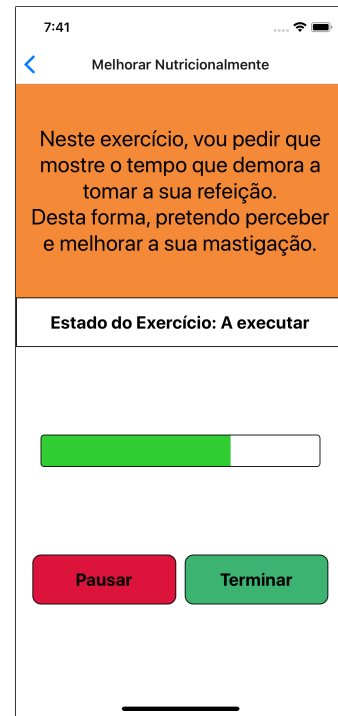 7:41
Melhorar Nutricionalmente
Neste exercício, vou pedir que
mostre o tempo que demora a
tomar a sua refeição.
Desta forma, pretendo perceber
e melhorar a sua mastigação.
Estado do Exercício: A executar
Pausar
Terminar